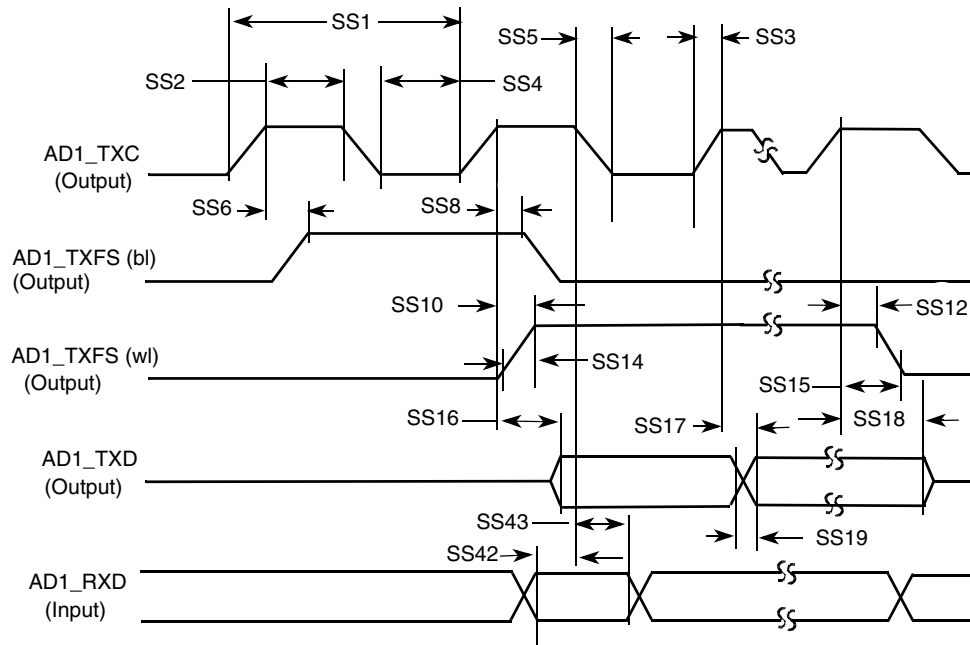 SS1
SS5
SS3
SS2
SS4
AD1_TXC
(Output)
SS6
SS8
AD1_TXFS (bl)
(Output)
SS10
SS12
AD1_TXFS (wl)
(Output)
SS14
SS15
SS16
SS17
SS18
AD1_TXD
(Output)
SS43
SS19
SS42
AD1_RXD
(Input)